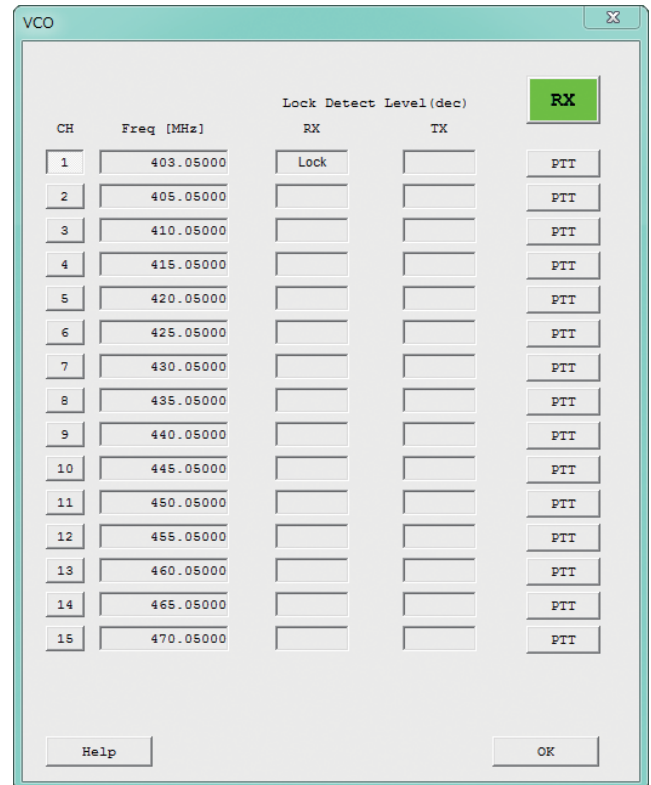 VCO
RX
Lock Detect Level(dec)
CH Freq [MHz] RX TX
1 403.05000 Lock PTT
2 405.05000 PTT
3 410.05000 PTT
4 415.05000 PTT
5 420.05000 PTT
6 425.05000 PTT
7 430.05000 PTT
8 435.05000 PTT
9 440.05000 PTT
10 445.05000 PTT
11 450.05000 PTT
12 455.05000 PTT
13 460.05000 PTT
14 465.05000 PTT
15 470.05000 PTT
Help OK